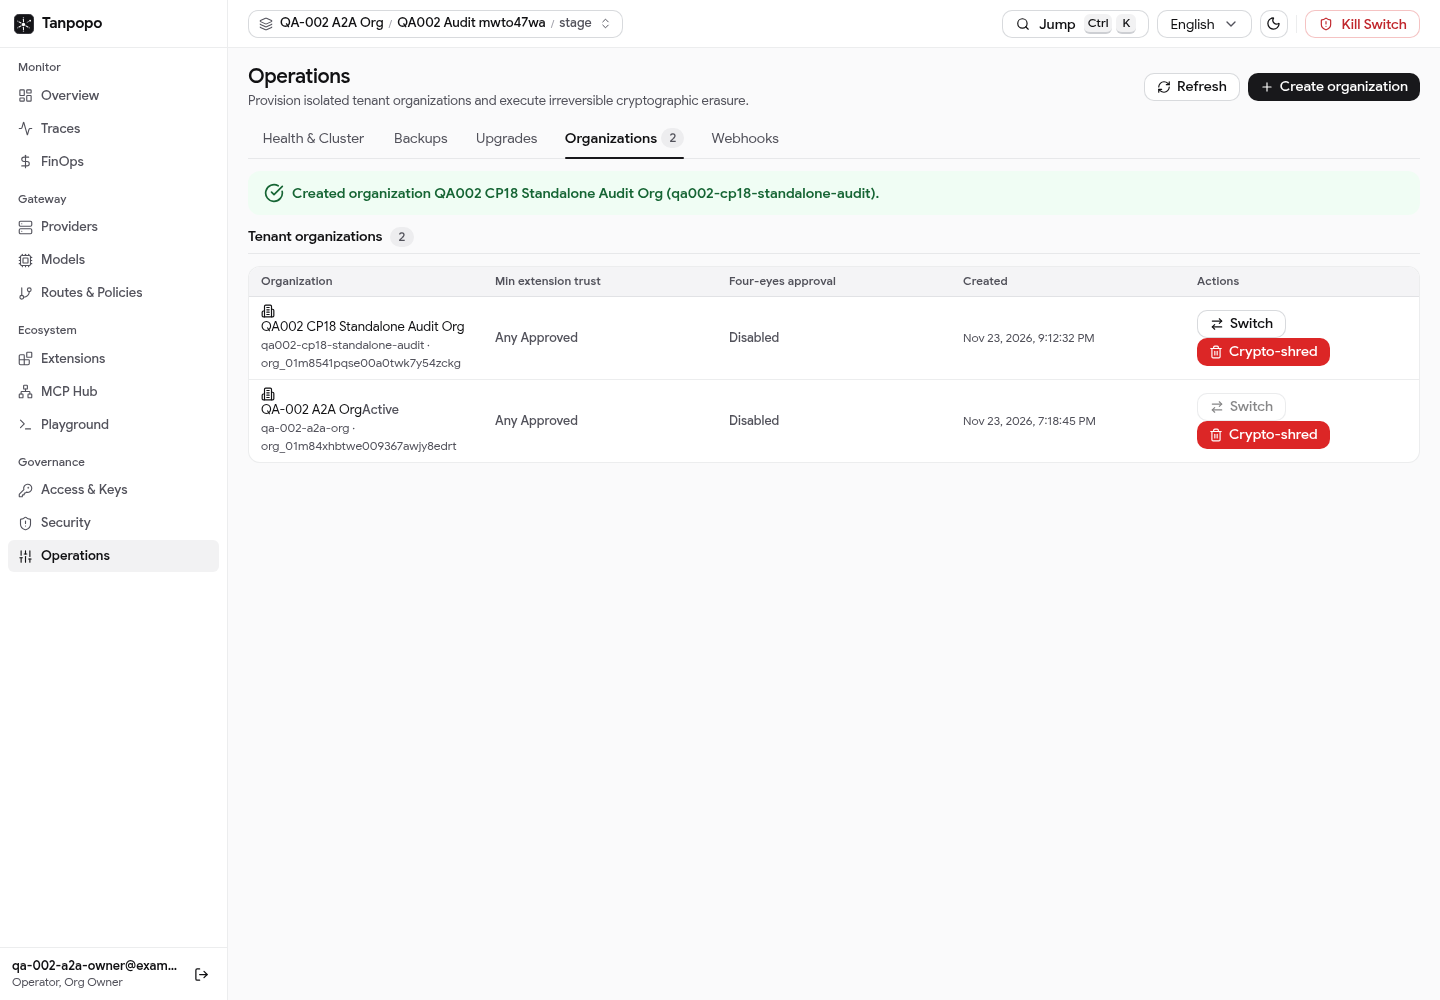 Tanpopo
QA-002 A2A Org / QA002 Audit mwto47wa / stage
Jump Ctrl K
English
Kill Switch
Monitor
Overview
Traces
FinOps
Gateway
Providers
Models
Routes & Policies
Ecosystem
Extensions
MCP Hub
Playground
Governance
Access & Keys
Security
Operations
qa-002-a2a-owner@exam...
Operator, Org Owner
Operations
Provision isolated tenant organizations and execute irreversible cryptographic erasure.
Refresh
Create organization
Health & Cluster Backups Upgrades Organizations 2 Webhooks
Created organization QA002 CP18 Standalone Audit Org (qa002-cp18-standalone-audit).
Tenant organizations 2
Organization Min extension trust Four-eyes approval Created Actions
QA002 CP18 Standalone Audit Org
qa002-cp18-standalone-audit ·
org_01m8541pqse00a0twk7y54zckg
Any Approved
Disabled
Nov 23, 2026, 9:12:32 PM
Switch
Crypto-shred
QA-002 A2A OrgActive
qa-002-a2a-org ·
org_01m84xhbtwe009367awjy8edrt
Any Approved
Disabled
Nov 23, 2026, 7:18:45 PM
Switch
Crypto-shred